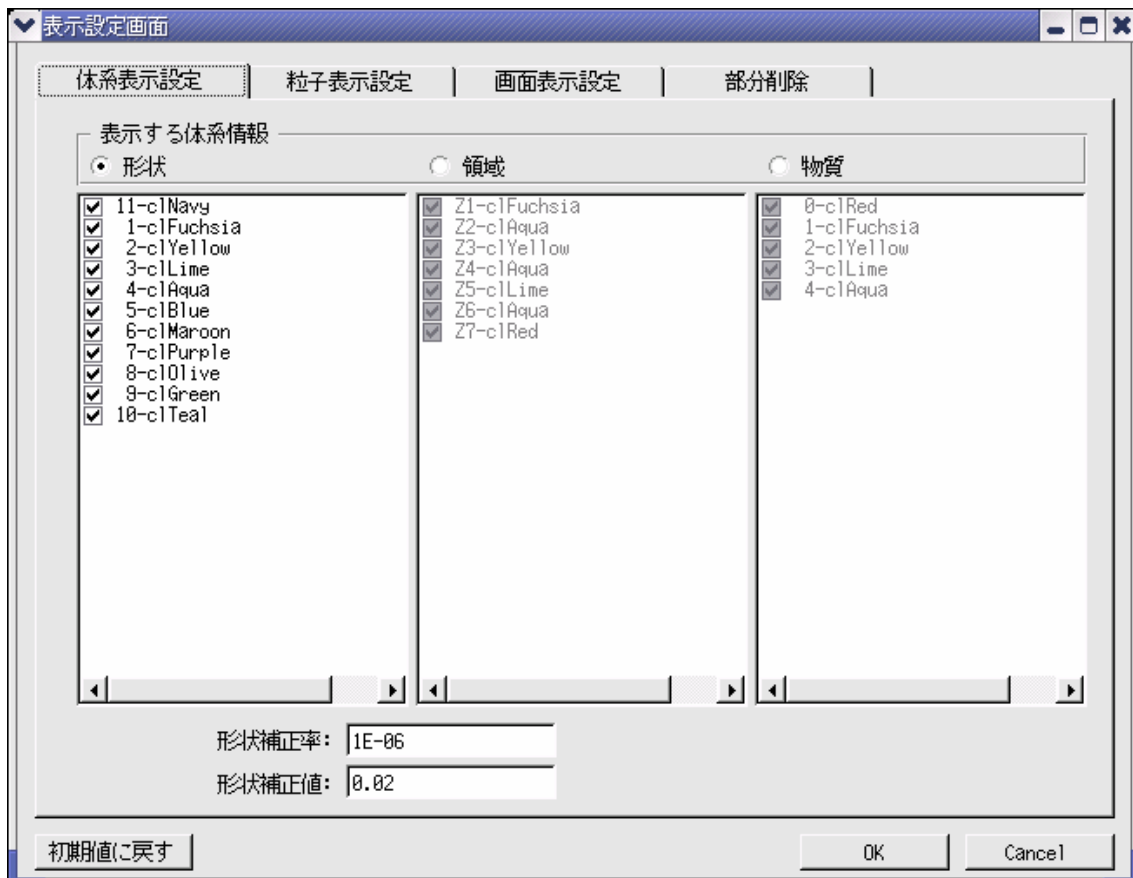 表示設定画面
体系表示設定 粒子表示設定 画面表示設定 部分削除
表示する体系情報
形状 領域 物質
11-clNavy
1-clFuchsia
2-clYellow
3-clLime
4-clAqua
5-clBlue
6-clMaroon
7-clPurple
8-clOlive
9-clGreen
10-clTeal
Z1-clFuchsia
Z2-clAqua
Z3-clYellow
Z4-clAqua
Z5-clLime
Z6-clAqua
Z7-clRed
0-clRed
1-clFuchsia
2-clYellow
3-clLime
4-clAqua
形状補正率: 1E-06
形状補正値: 0.02
初期値に戻す OK Cancel